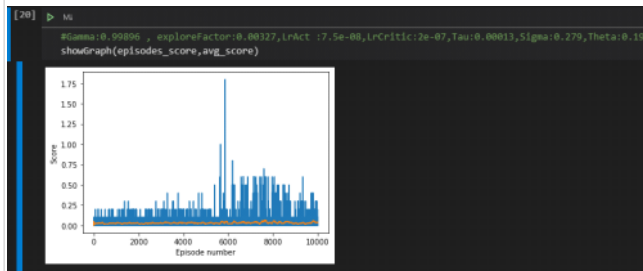 [20]
#Gamma:0.99896 , exploreFactor:0.00327,LrAct :7.5e-08,LrCritic:2e-07,Tau:0.00013,Sigma:0.279,Theta:0.19
showGraph(episodes_score,avg_score)
1.75
1.50
1.25
1.00
0.75
0.50
0.25
0.00
Score
0 2000 4000 6000 8000 10000
Episode number